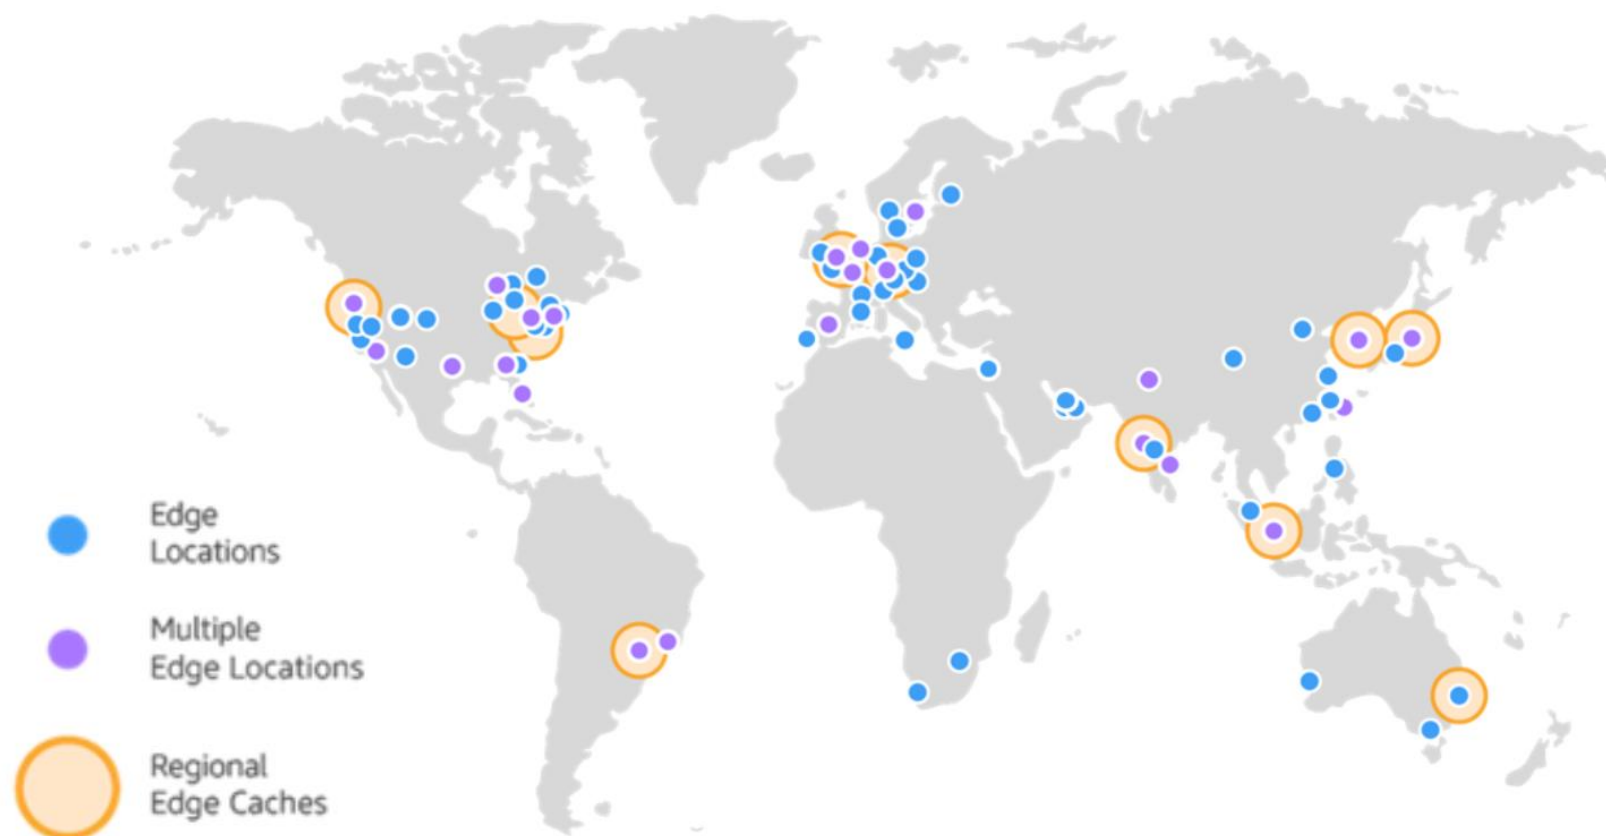 Edge
Locations
Multiple
Edge Locations
Regional
Edge Caches